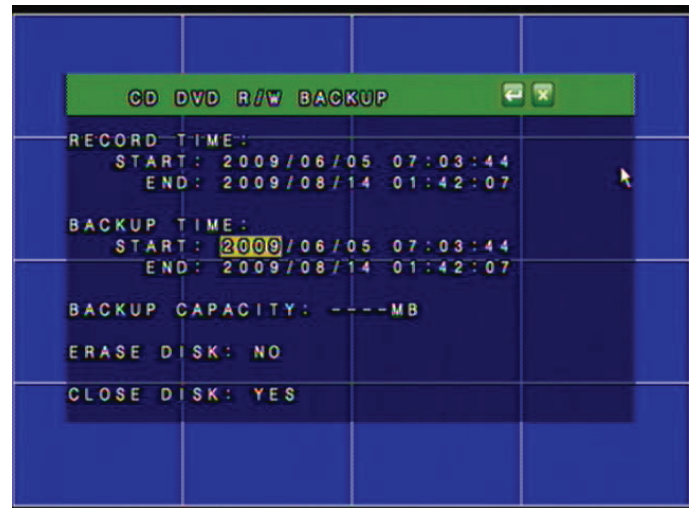 CD DVD R/W BACKUP
RECORD TIME:
START: 2009/06/05 07:03:44
END: 2009/08/14 01:42:07
BACKUP TIME:
START: 2009/06/05 07:03:44
END: 2009/08/14 01:42:07
BACKUP CAPACITY: ----MB
ERASE DISK: NO
CLOSE DISK: YES